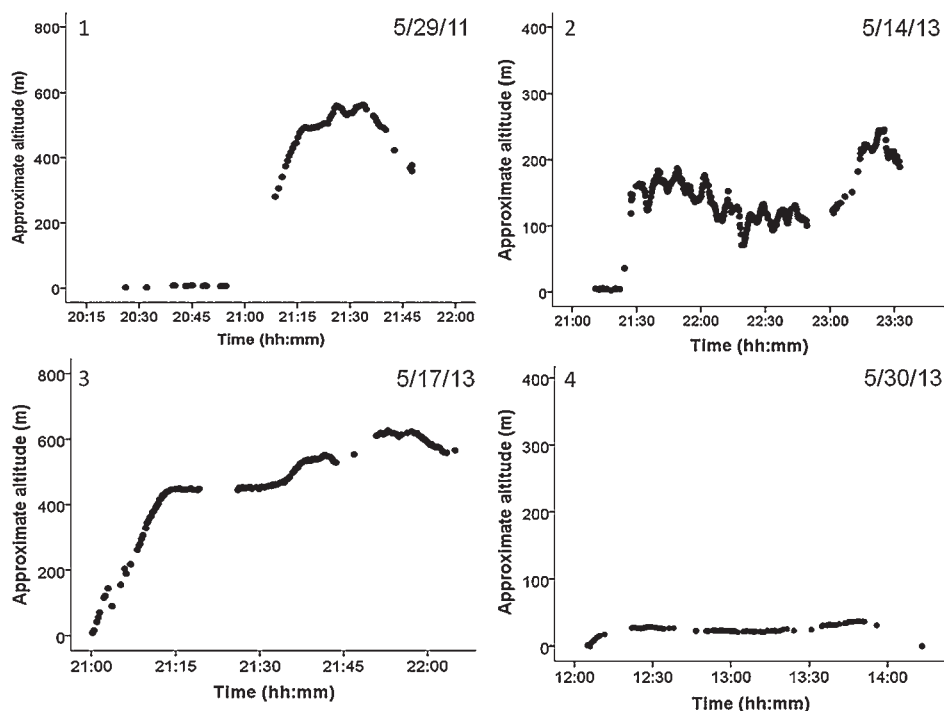 1 5/29/11
Approximate altitude (m)
800
600
400
200
0
20:15 20:30 20:45 21:00 21:15 21:30 21:45 22:00
Time (hh:mm)
2 5/14/13
Approximate altitude (m)
400
300
200
100
0
21:00 21:30 22:00 22:30 23:00 23:30
Time (hh:mm)
3 5/17/13
Approximate altitude (m)
800
600
400
200
0
21:00 21:15 21:30 21:45 22:00
Time (hh:mm)
4 5/30/13
Approximate altitude (m)
400
300
200
100
0
12:00 12:30 13:00 13:30 14:00
Time (hh:mm)